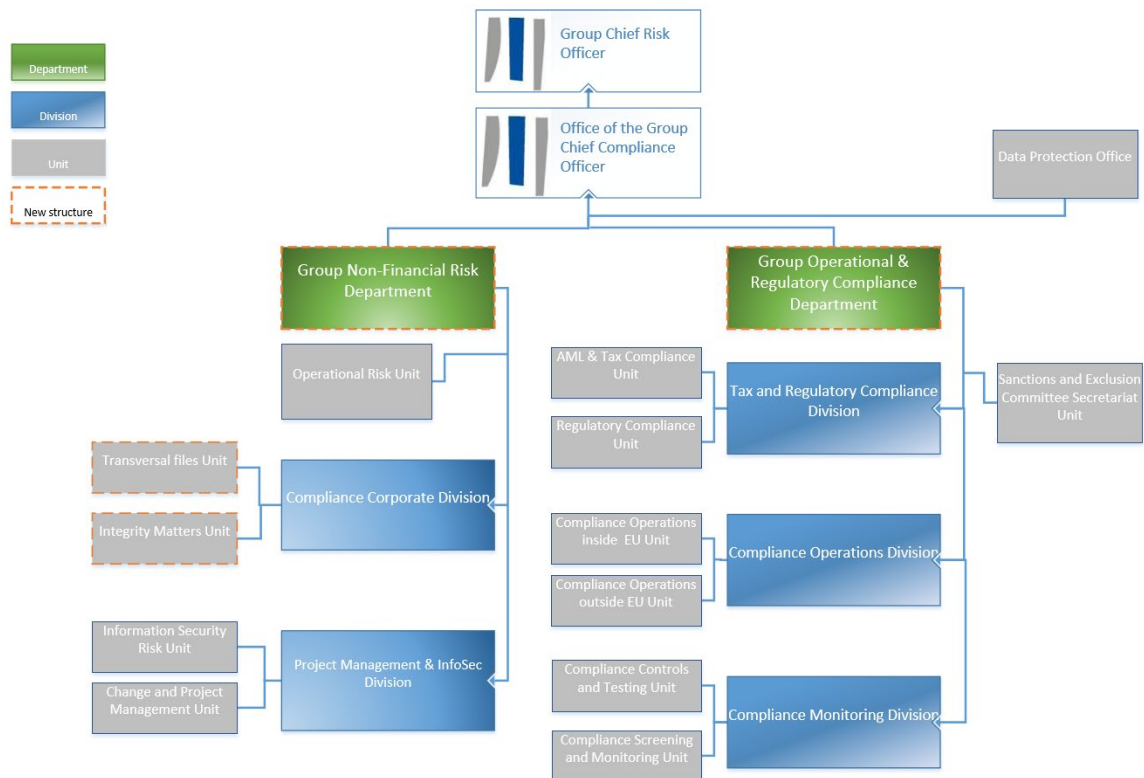 Department
Division
Unit
New structure
Group Chief Risk
Officer
Office of the Group
Chief Compliance
Officer
Data Protection Office
Group Non-Financial Risk
Department
Operational Risk Unit
Transversal files Unit
Integrity Matters Unit
Compliance Corporate Division
Information Security
Risk Unit
Change and Project
Management Unit
Project Management & InfoSec
Division
Group Operational &
Regulatory Compliance
Department
AML & Tax Compliance
Unit
Regulatory Compliance
Unit
Tax and Regulatory Compliance
Division
Sanctions and Exclusion
Committee Secretariat
Unit
Compliance Operations
inside EU Unit
Compliance Operations
outside EU Unit
Compliance Operations Division
Compliance Controls
and Testing Unit
Compliance Screening
and Monitoring Unit
Compliance Monitoring Division